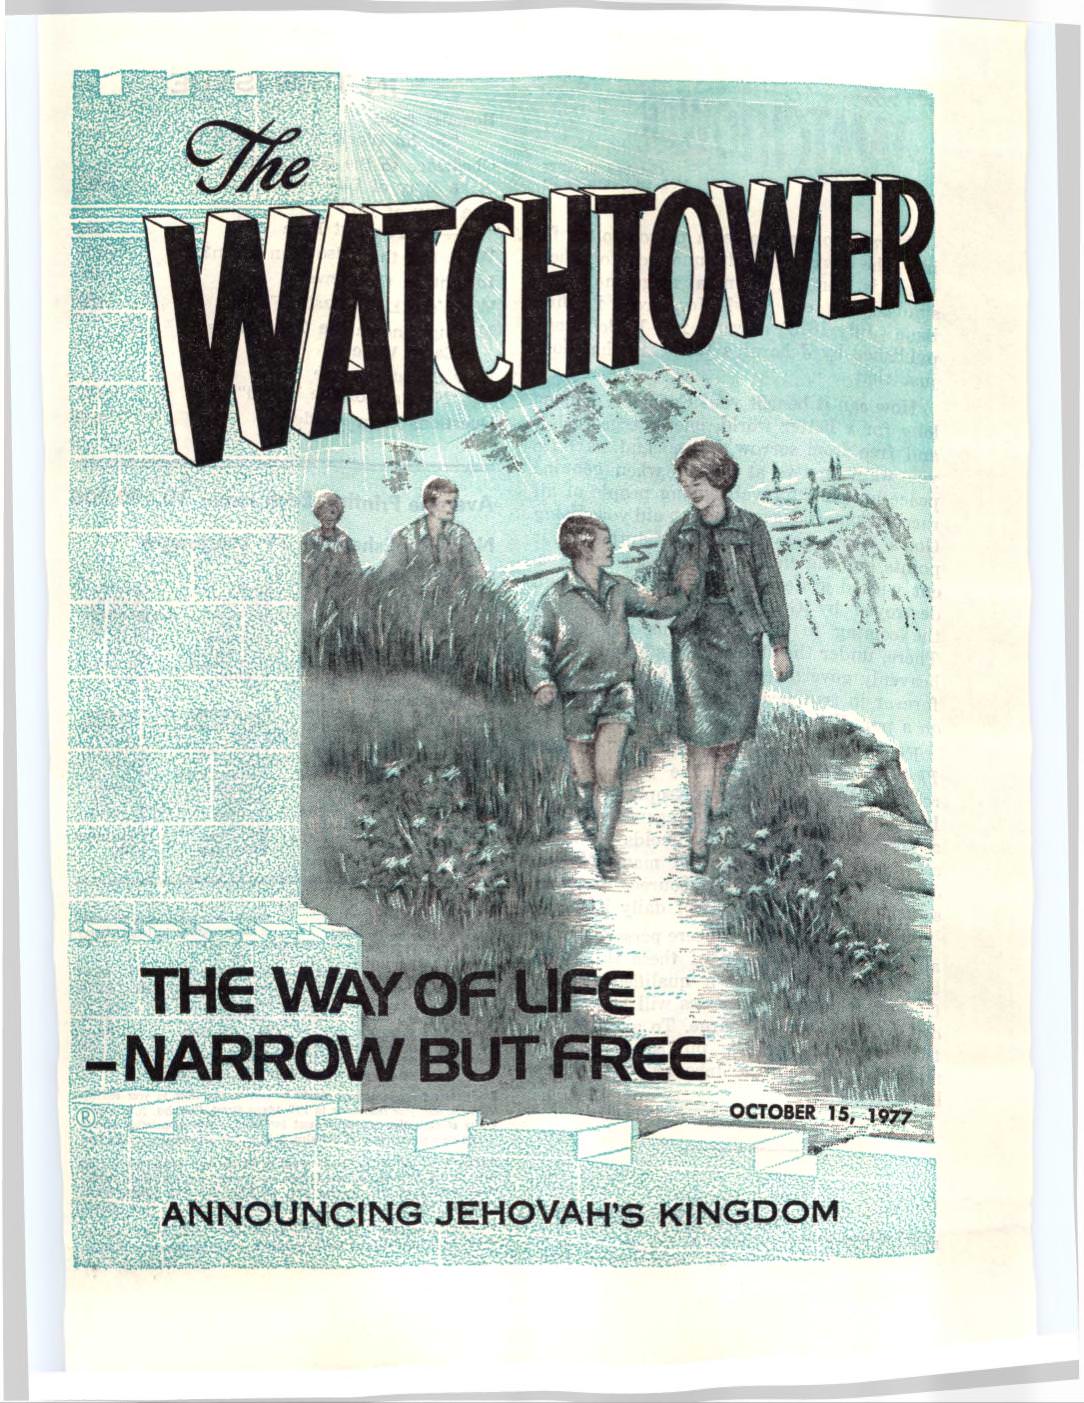 The
WATCHTOWER
THE WAY OF LIFE
–NARROW BUT FREE
®
OCTOBER 15, 1977
ANNOUNCING JEHOVAH'S KINGDOM